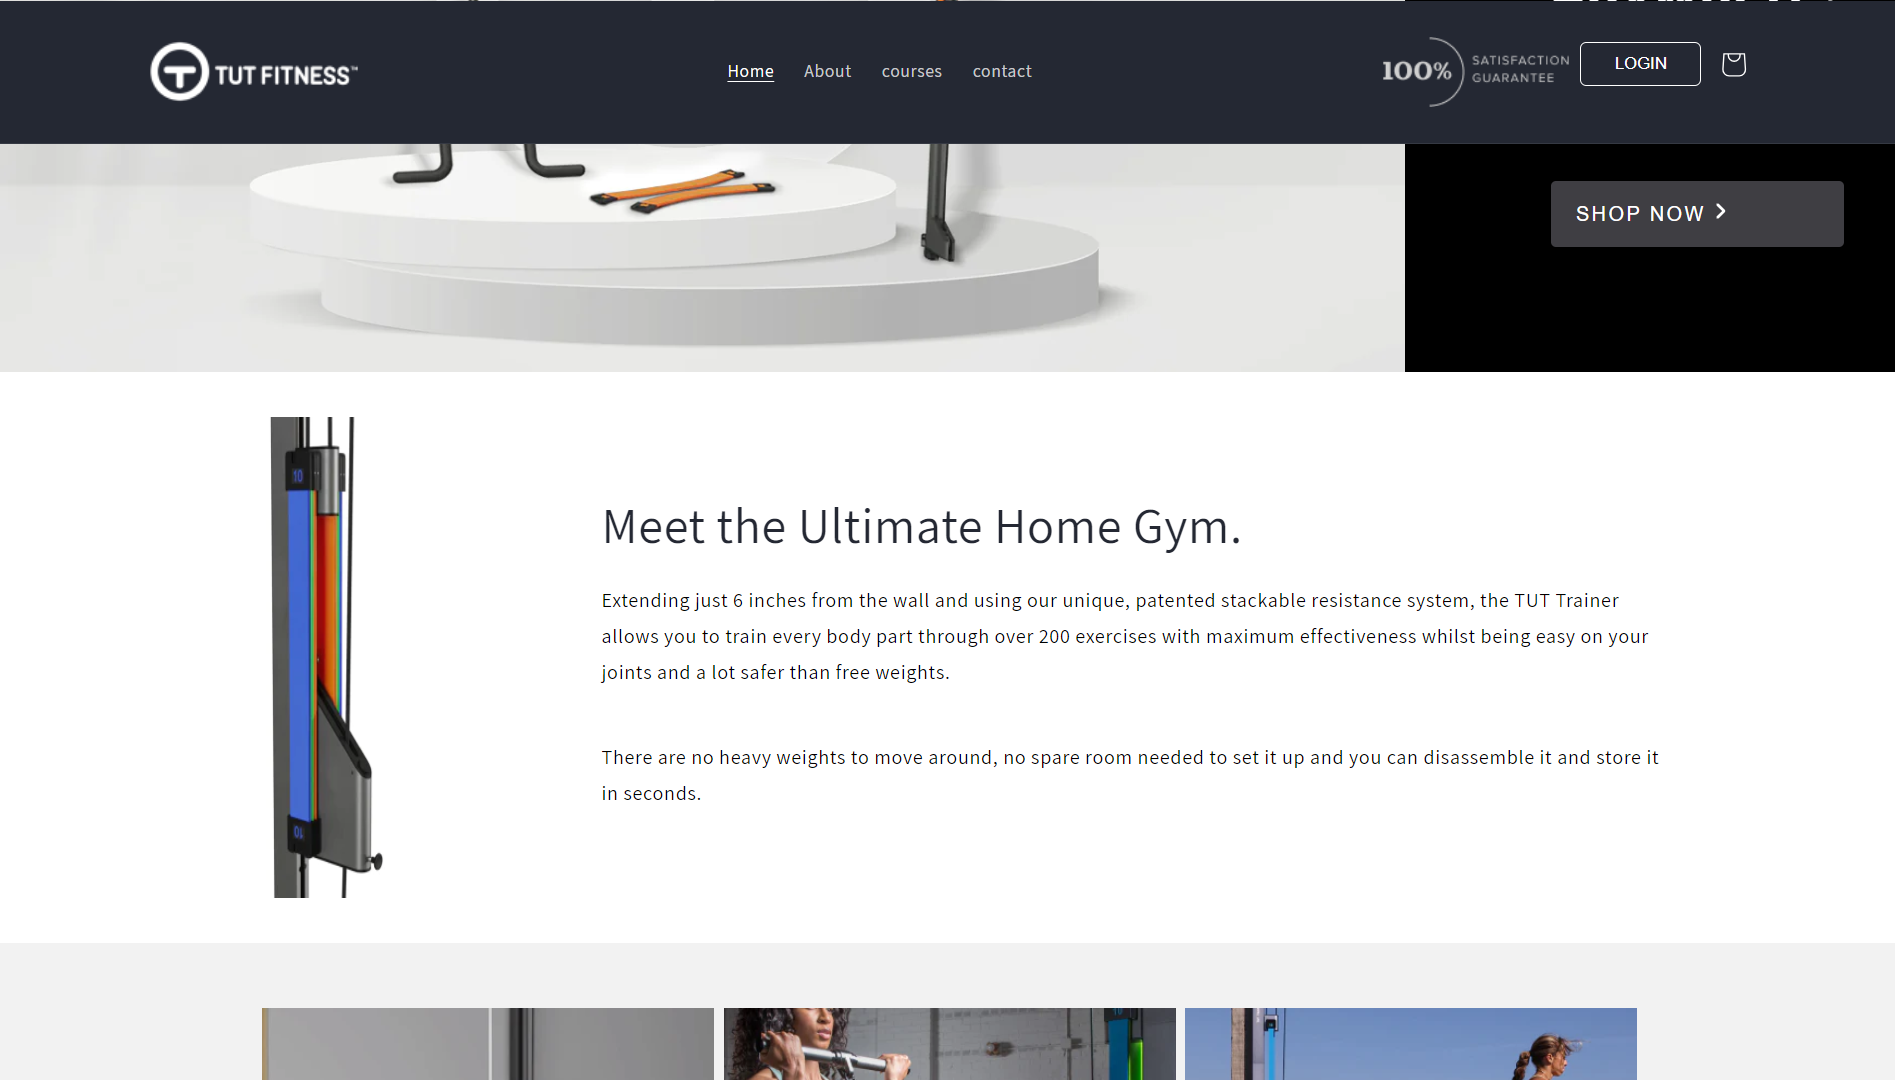 TUT FITNESS™
Home
About
courses
contact
100%
SATISFACTION
GUARANTEE
LOGIN
SHOP NOW
10
10
Meet the Ultimate Home Gym.
Extending just 6 inches from the wall and using our unique, patented stackable resistance system, the TUT Trainer
allows you to train every body part through over 200 exercises with maximum effectiveness whilst being easy on your
joints and a lot safer than free weights.
There are no heavy weights to move around, no spare room needed to set it up and you can disassemble it and store it
in seconds.